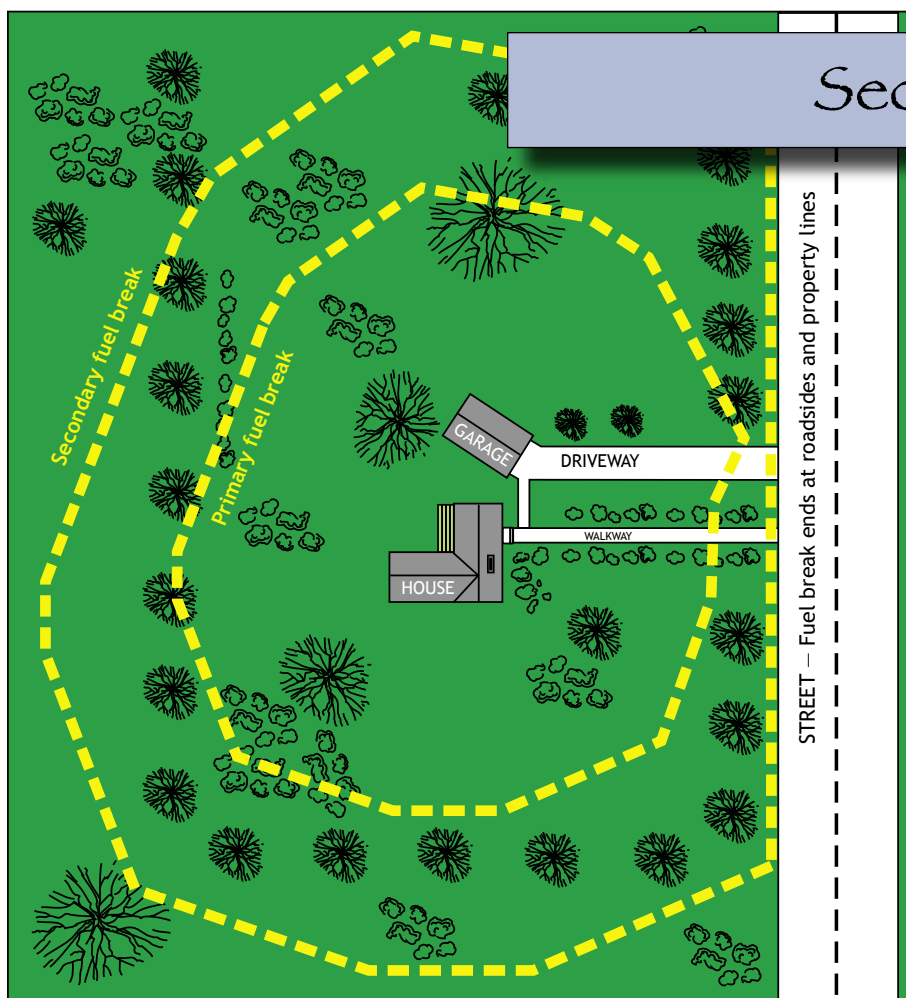 Secondary fuel break
Primary fuel break
GARAGE
DRIVEWAY
WALKWAY
HOUSE
STREET – Fuel break ends at roadsides and property lines